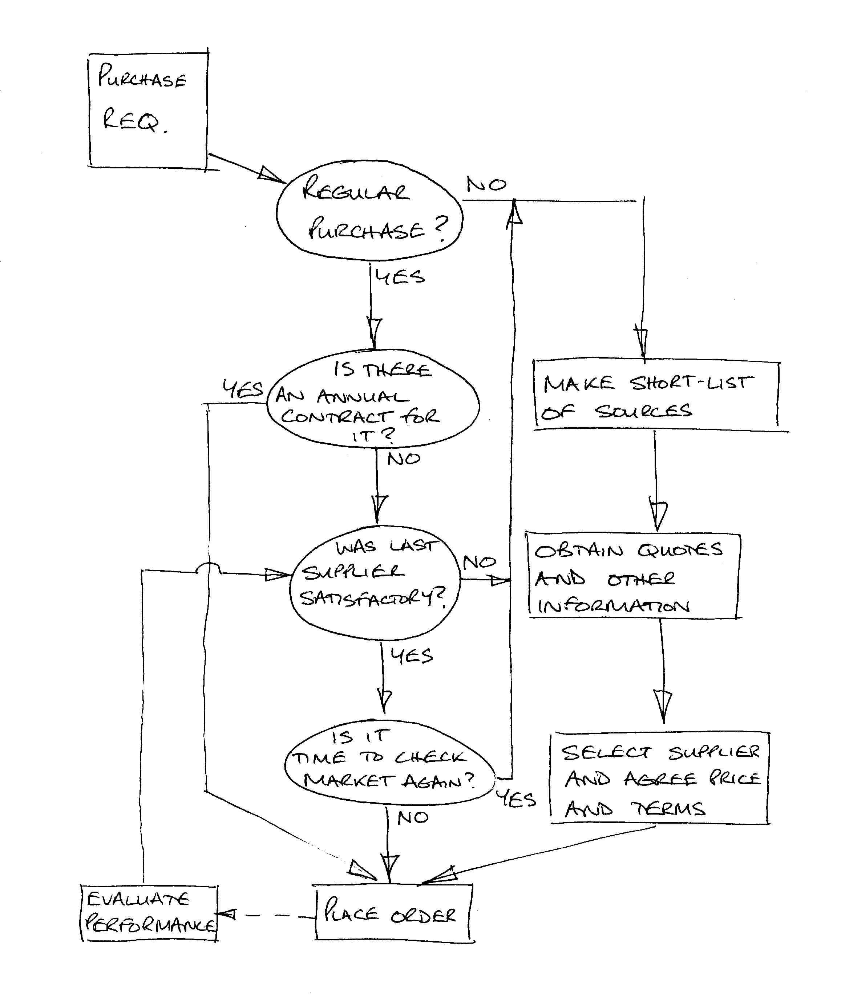 PURCHASE
REQ.
REGULAR
PURCHASE?
NO
YES
IS THERE
AN ANNUAL
CONTRACT FOR
IT?
YES
NO
MAKE SHORT-LIST
OF SOURCES
WAS LAST
SUPPLIER
SATISFACTORY?
NO
YES
OBTAIN QUOTES
AND OTHER
INFORMATION
IS IT
TIME TO CHECK
MARKET AGAIN?
YES
NO
SELECT SUPPLIER
AND AGREE PRICE
AND TERMS
EVALUATE
PERFORMANCE
PLACE ORDER